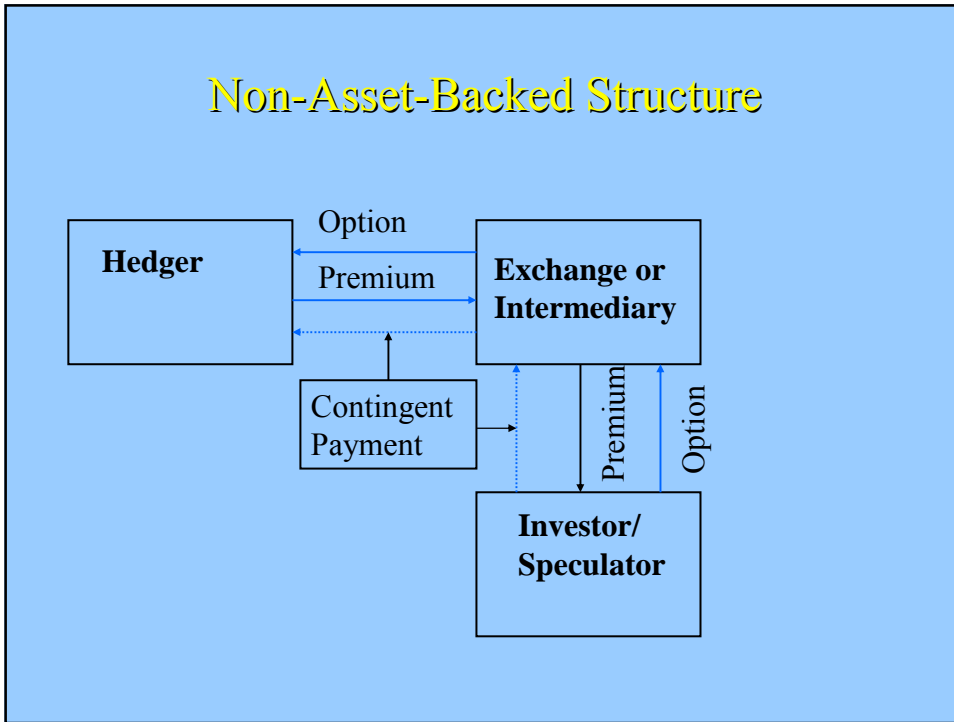 Non-Asset-Backed Structure
Hedger
Option
Premium
Exchange or
Intermediary
Contingent
Payment
Premium
Option
Investor/
Speculator